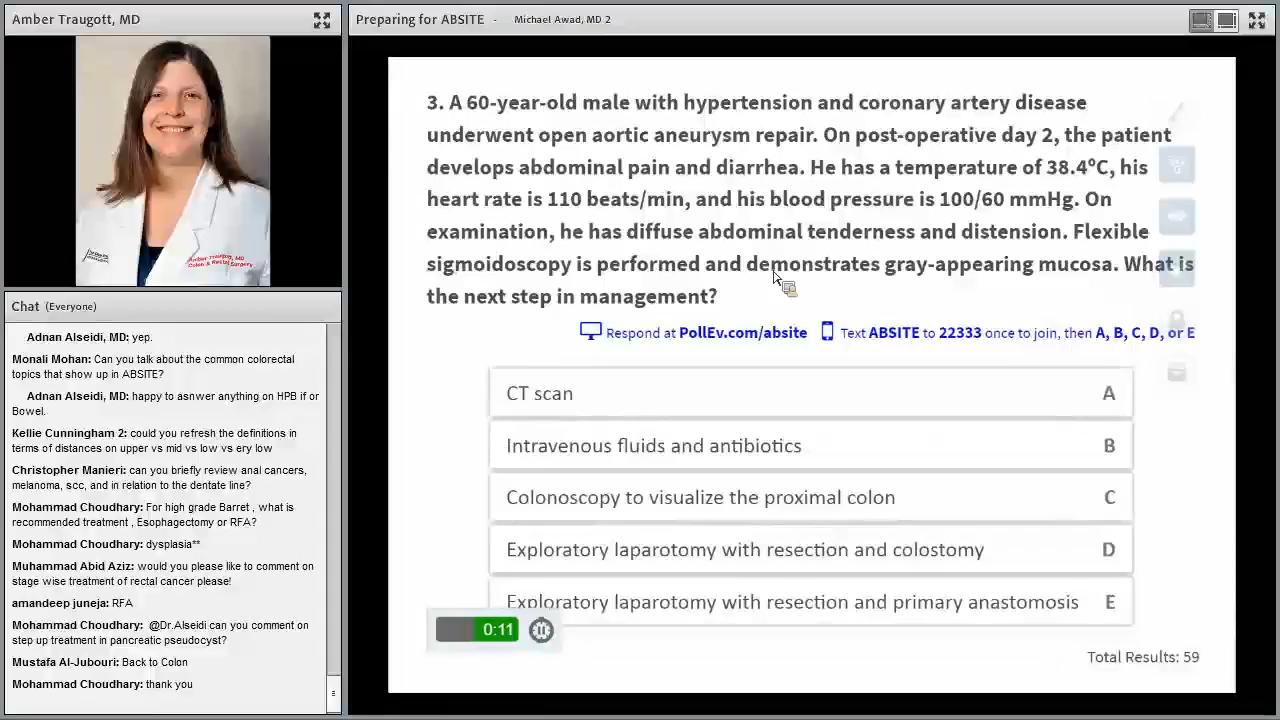 Amber Traugott, MD
Preparing for ABSITE - Michael Awad, MD 2
Amber Traugott, MD
Colon & Rectal Surgery
Chat (Everyone)
Adnan Alseidi, MD: yep.
Monali Mohan: Can you talk about the common colorectal
topics that show up in ABSITE?
Adnan Alseidi, MD: happy to asnwer anything on HPB if or
Bowel.
Kellie Cunningham 2: could you refresh the definitions in
terms of distances on upper vs mid vs low vs ery low
Christopher Manieri: can you briefly review anal cancers,
melanoma, scc, and in relation to the dentate line?
Mohammad Choudhary: For high grade Barret , what is
recommended treatment , Esophagectomy or RFA?
Mohammad Choudhary: dysplasia**
Muhammad Abid Aziz: would you please like to comment on
stage wise treatment of rectal cancer please!
amandeep juneja: RFA
Mohammad Choudhary: @Dr.Alseidi can you comment on
step up treatment in pancreatic pseudocyst?
Mustafa Al-Jubouri: Back to Colon
Mohammad Choudhary: thank you
3. A 60-year-old male with hypertension and coronary artery disease
underwent open aortic aneurysm repair. On post-operative day 2, the patient
develops abdominal pain and diarrhea. He has a temperature of 38.4ºC, his
heart rate is 110 beats/min, and his blood pressure is 100/60 mmHg. On
examination, he has diffuse abdominal tenderness and distension. Flexible
sigmoidoscopy is performed and demonstrates gray-appearing mucosa. What is
the next step in management?
Respond at PollEv.com/absite Text ABSITE to 22333 once to join, then A, B, C, D, or E
CT scan A
Intravenous fluids and antibiotics B
Colonoscopy to visualize the proximal colon C
Exploratory laparotomy with resection and colostomy D
Exploratory laparotomy with resection and primary anastomosis E
0:11
Total Results: 59